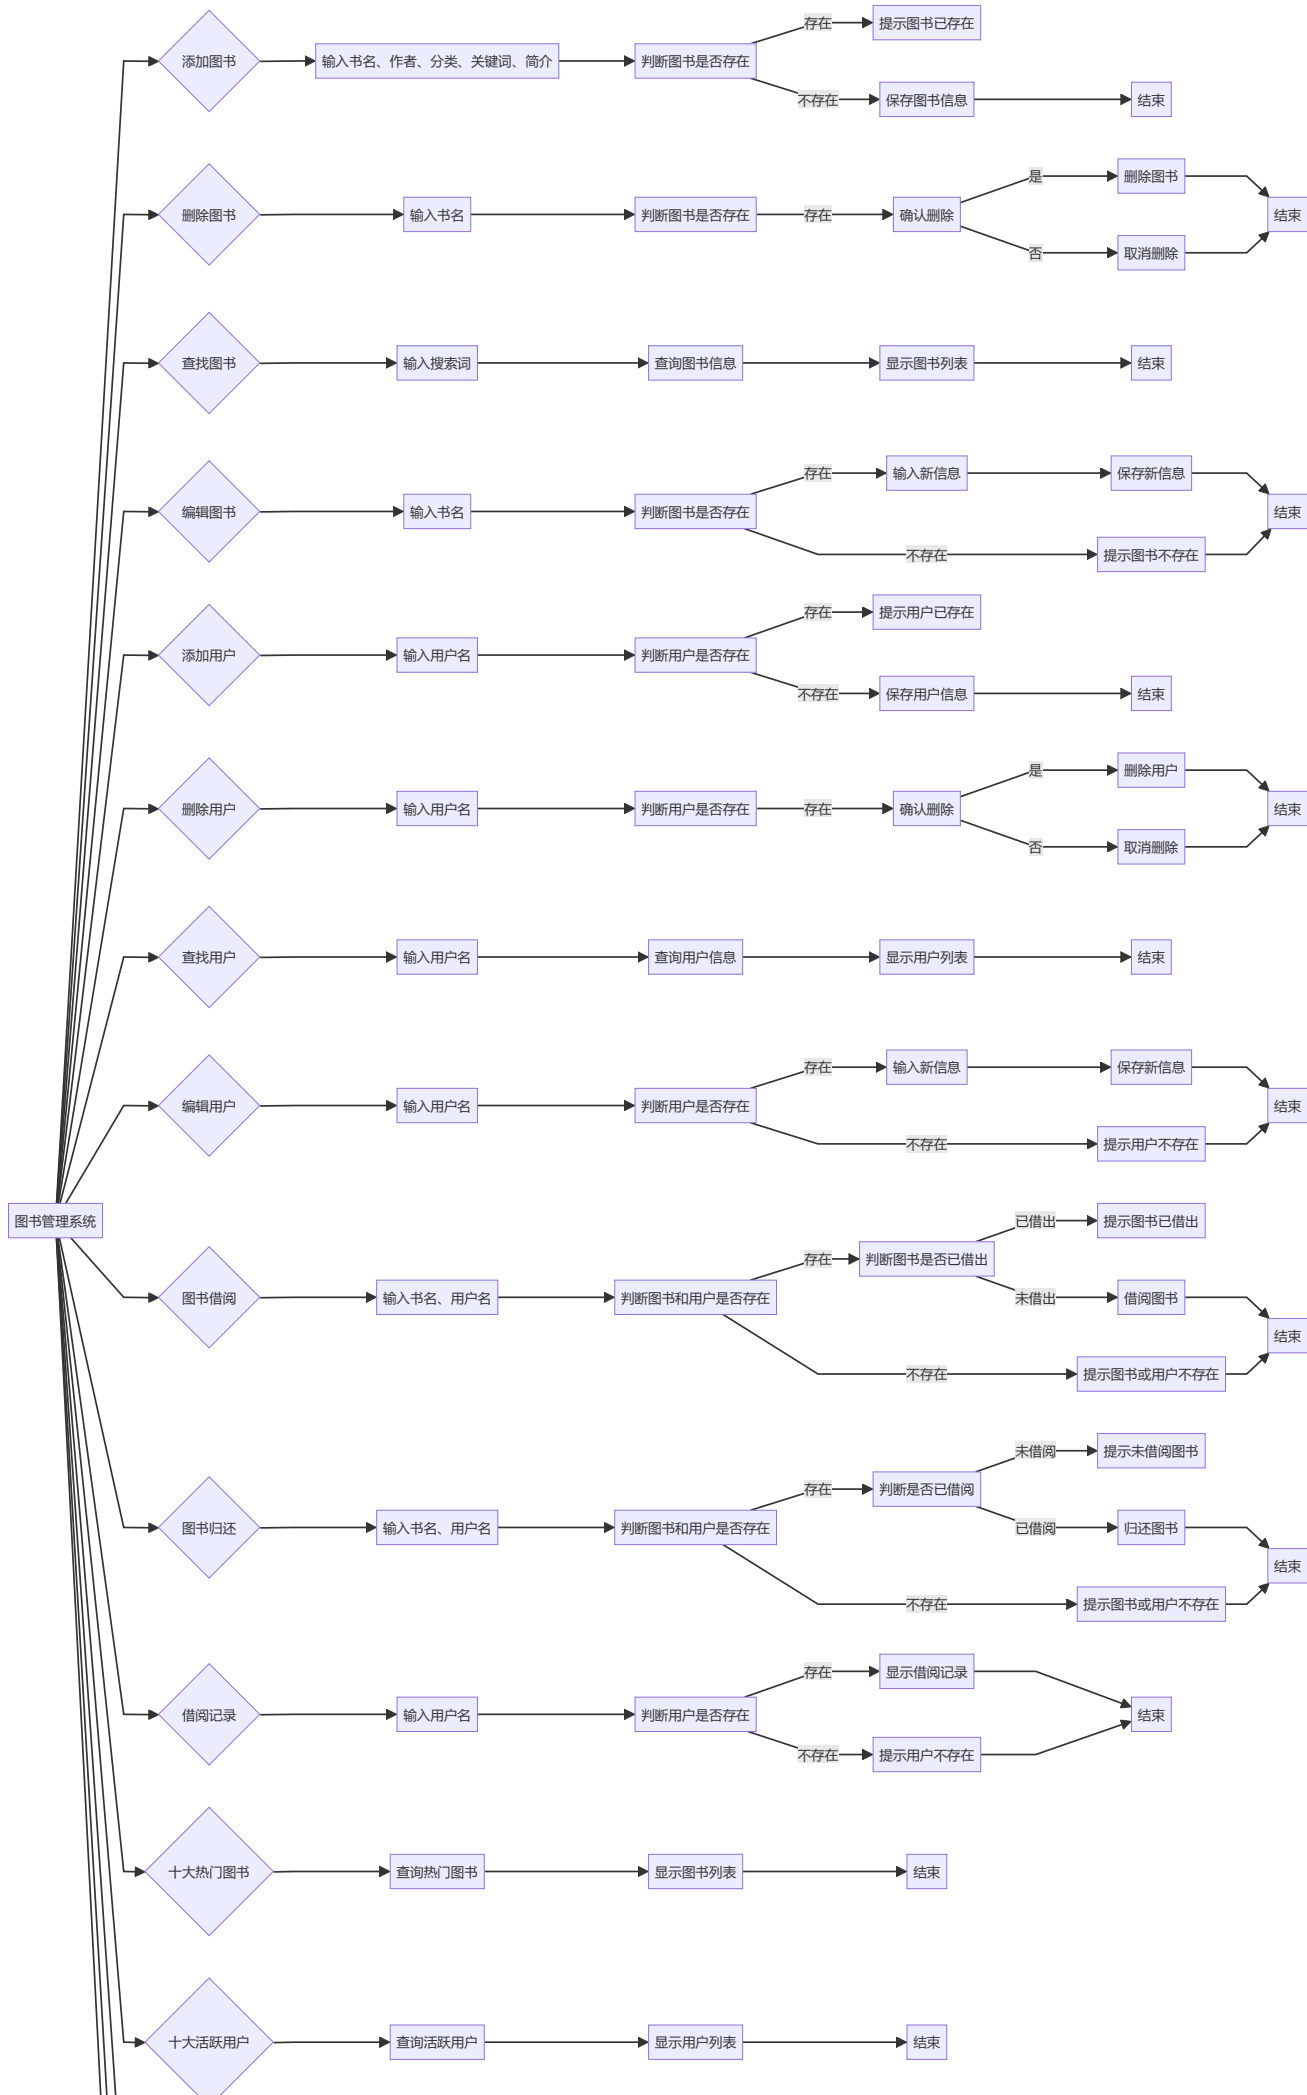 添加图书
输入书名、作者、分类、关键词、简介
判断图书是否存在
存在
提示图书已存在
不存在
保存图书信息
结束
删除图书
输入书名
判断图书是否存在
存在
确认删除
是
删除图书
否
取消删除
结束
查找图书
输入搜索词
查询图书信息
显示图书列表
结束
编辑图书
输入书名
判断图书是否存在
存在
输入新信息
保存新信息
不存在
提示图书不存在
结束
添加用户
输入用户名
判断用户是否存在
存在
提示用户已存在
不存在
保存用户信息
结束
删除用户
输入用户名
判断用户是否存在
存在
确认删除
是
删除用户
否
取消删除
结束
查找用户
输入用户名
查询用户信息
显示用户列表
结束
编辑用户
输入用户名
判断用户是否存在
存在
输入新信息
保存新信息
不存在
提示用户不存在
结束
图书管理系统
图书借阅
输入书名、用户名
判断图书和用户是否存在
存在
判断图书是否已借出
已借出
提示图书已借出
未借出
借阅图书
不存在
提示图书或用户不存在
结束
图书归还
输入书名、用户名
判断图书和用户是否存在
存在
判断是否已借阅
未借阅
提示未借阅图书
已借阅
归还图书
不存在
提示图书或用户不存在
结束
借阅记录
输入用户名
判断用户是否存在
存在
显示借阅记录
不存在
提示用户不存在
结束
十大热门图书
查询热门图书
显示图书列表
结束
十大活跃用户
查询活跃用户
显示用户列表
结束